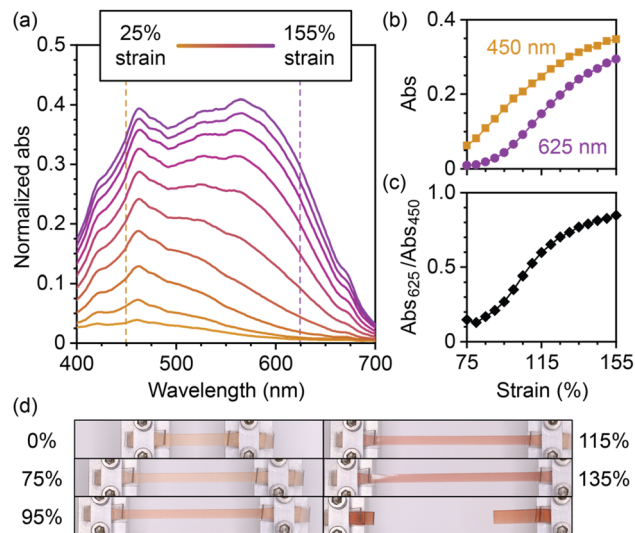 (a)
25% strain
155% strain
0.5
0.4
0.3
0.2
0.1
0
Normalized abs
400
500
600
700
Wavelength (nm)
(b)
0.4
0.2
0
Abs
450 nm
625 nm
(c)
1.0
0.5
0
Abs625/Abs450
75
115
155
Strain (%)
(d)
0%
115%
75%
135%
95%